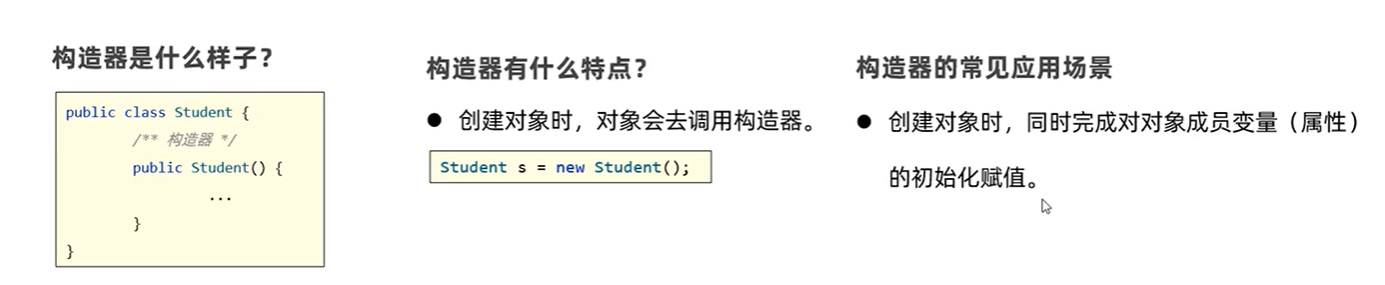 构造器是什么样子？
public class Student {
/** 构造器 */
public Student() {
...
}
}
构造器有什么特点？
● 创建对象时，对象会去调用构造器。
Student s = new Student();
构造器的常见应用场景
● 创建对象时，同时完成对对象成员变量（属性）
的初始化赋值。